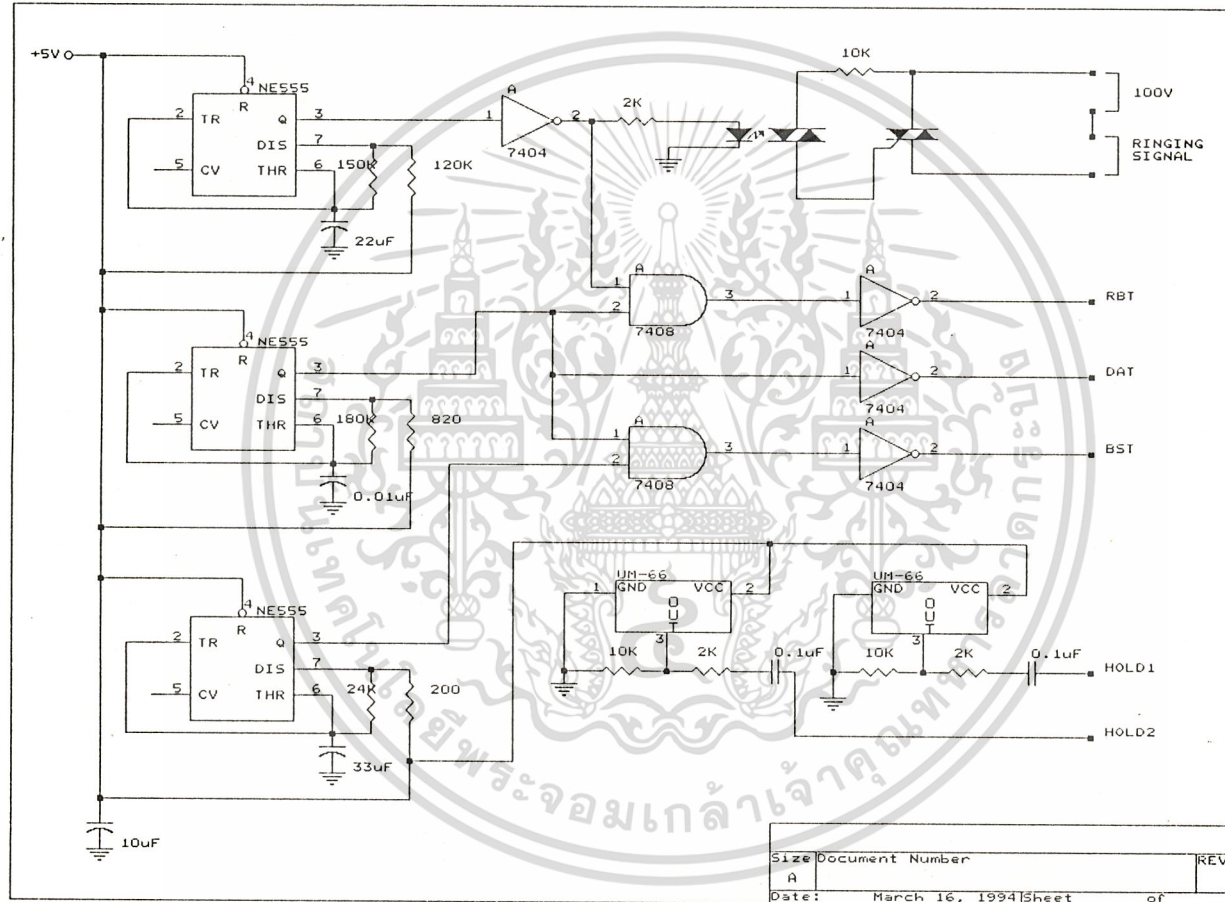 +5V
4 NE555
R
2 TR Q 3
DIS 7
5 CV THR 6
150K 120K
22uF
A
1 2
7404
2K
10K
100V
RINGING
SIGNAL
A
1
2 3
7408
A
1 2 RBT
7404
4 NE555
R
2 TR Q 3
DIS 7
5 CV THR 6
180K 820
0.01uF
A
1 2 DAT
7404
A
1
2 3
7408
A
1 2 BST
7404
4 NE555
R
2 TR Q 3
DIS 7
5 CV THR 6
24K 200
33uF
10uF
UM-66
1 GND VCC 2
OUT
3
10K 2K 0.1uF
UM-66
GND VCC 2
OUT
3
10K 2K 0.1uF
HOLD1
HOLD2
Size Document Number REV
A
Date: March 16, 1994 Sheet of